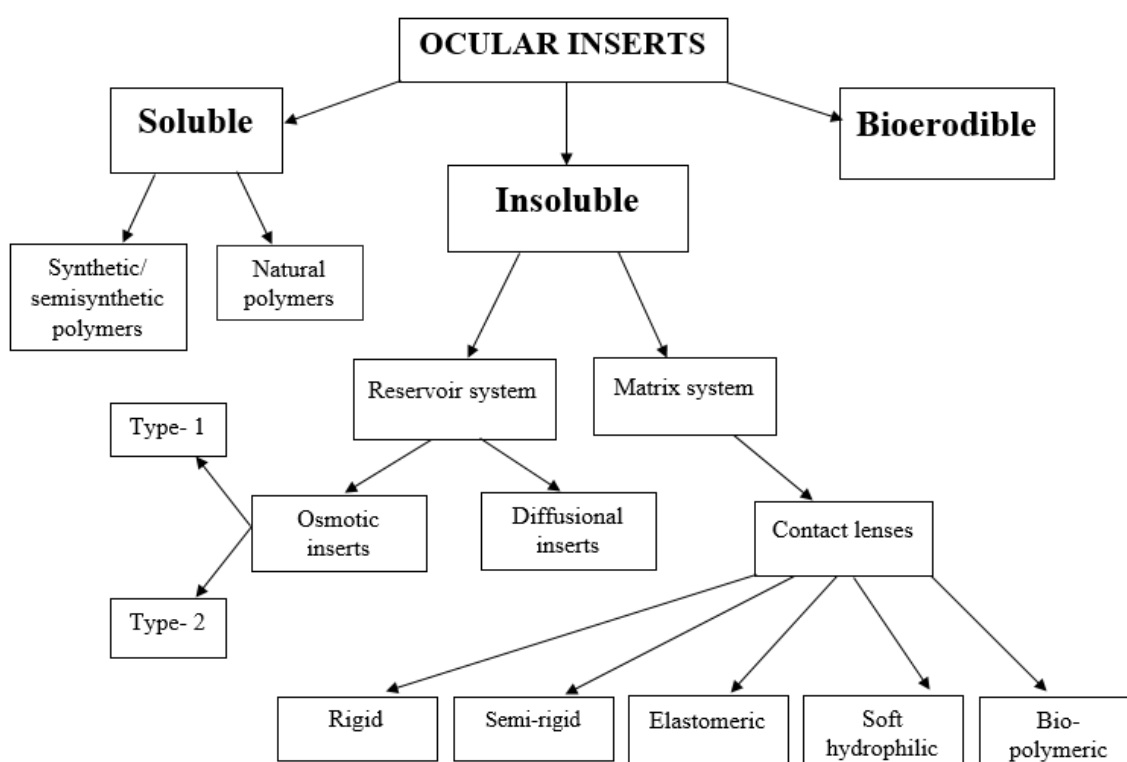 OCULAR INSERTS
Soluble
Bioerodible
Insoluble
Synthetic/
semisynthetic
polymers
Natural
polymers
Reservoir system
Matrix system
Type- 1
Osmotic
inserts
Diffusional
inserts
Contact lenses
Type- 2
Rigid
Semi-rigid
Elastomeric
Soft
hydrophilic
Bio-
polymeric